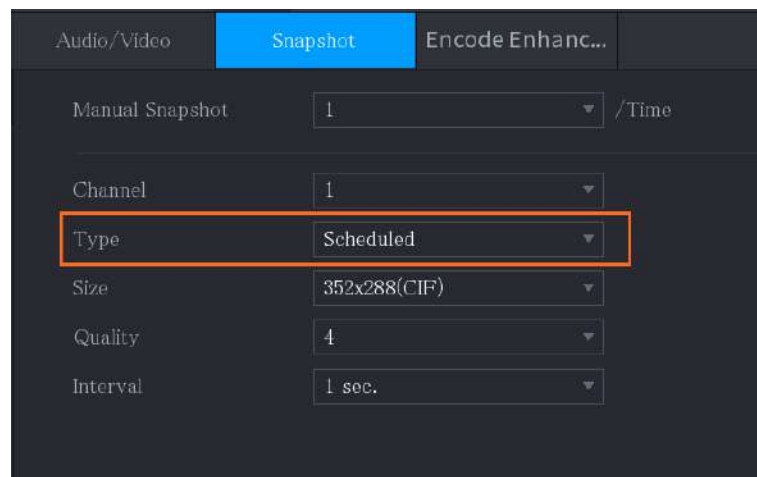 Audio/Video Snapshot Encode Enhanc...
Manual Snapshot 1 /Time
Channel 1
Type Scheduled
Size 352x288(CIF)
Quality 4
Interval 1 sec.